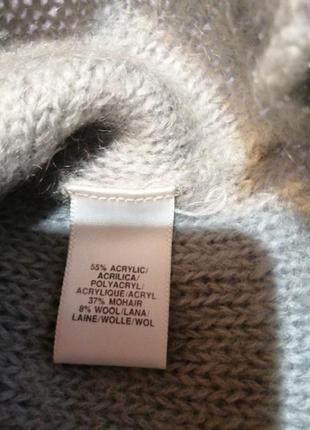 55% ACRYLIC/
ACRILICA/
POLYACRYL/
ACRYLIQUE/ACRYL
37% MOHAIR
8% WOOL/LANA/
LAINE/WOLLE/WOL